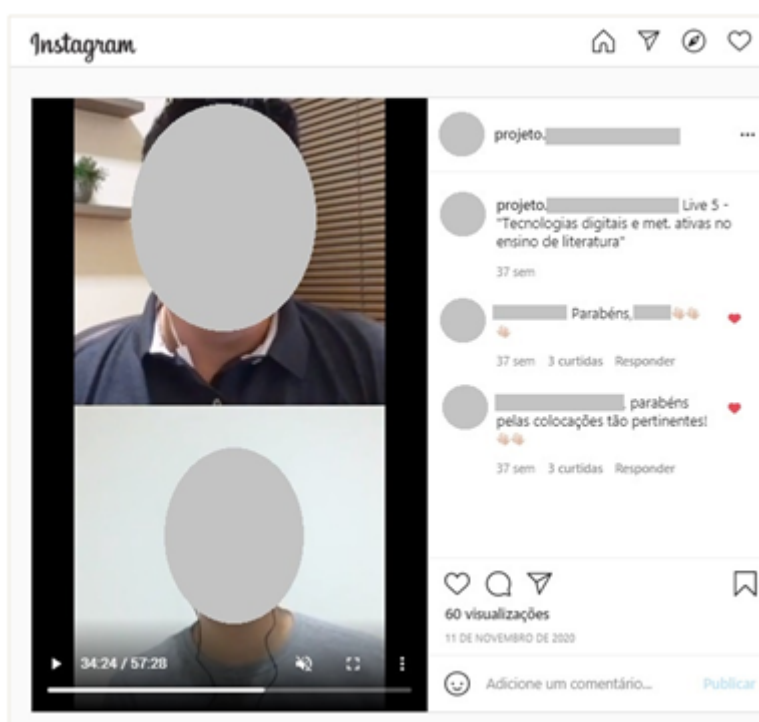 Instagram
projeto.
projeto. Live 5 -
"Tecnologias digitais e met. ativas no
ensino de literatura"
37 sem
Parabéns,
37 sem 3 curtidas Responder
, parabéns
pelas colocações tão pertinentes!
37 sem 3 curtidas Responder
60 visualizações
11 DE NOVEMBRO DE 2020
34:24 / 57:28
Adicione um comentário... Publicar